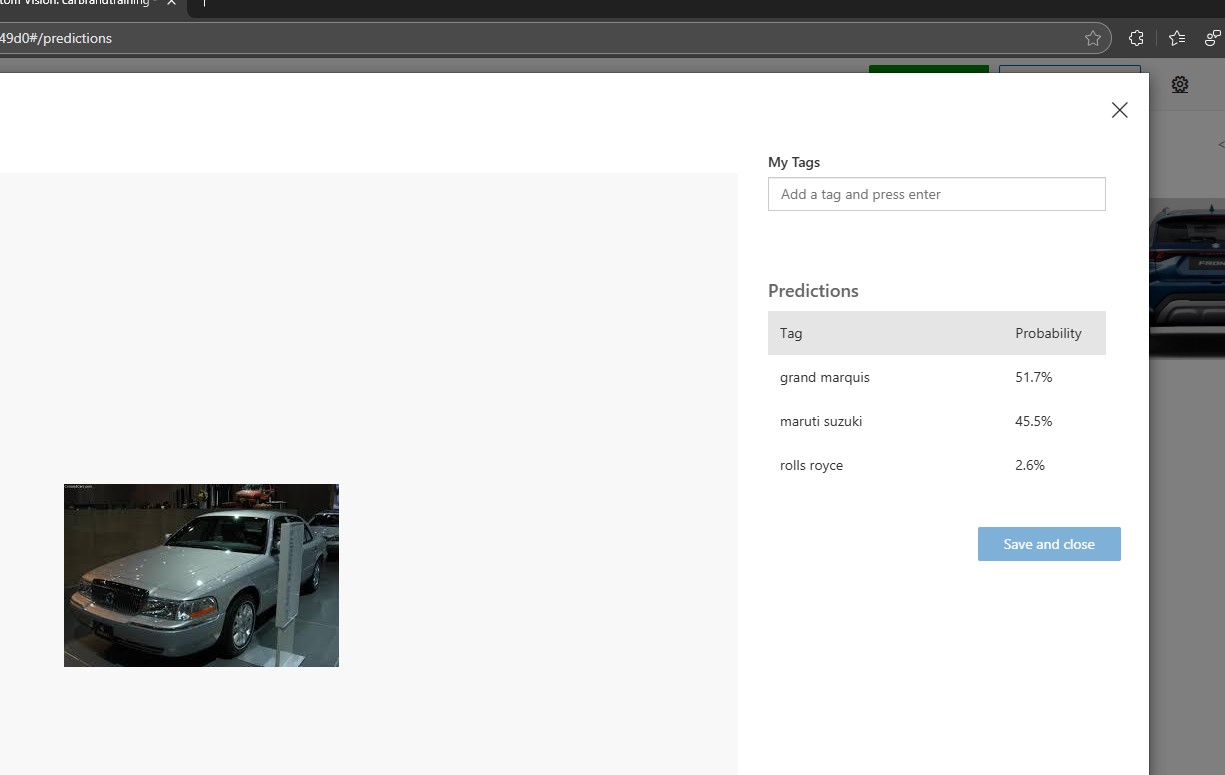 tom Vision: carBrandtraining -
49d0#/predictions
My Tags
Add a tag and press enter
Predictions
Tag Probability
grand marquis 51.7%
maruti suzuki 45.5%
rolls royce 2.6%
Save and close